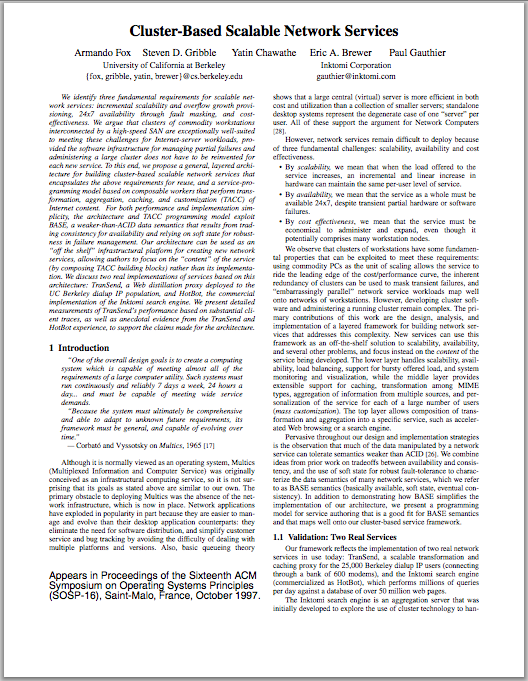 Cluster-Based Scalable Network Services
Armando Fox Steven D. Gribble Yatin Chawathe Eric A. Brewer Paul Gauthier
University of California at Berkeley Inktomi Corporation
{fox, gribble, yatin, brewer}@cs.berkeley.edu gauthier@inktomi.com
We identify three fundamental requirements for scalable net-
work services: incremental scalability and overflow growth provi-
sioning, 24x7 availability through fault masking, and cost-
effectiveness. We argue that clusters of commodity workstations
interconnected by a high-speed SAN are exceptionally well-suited
to meeting these challenges for Internet-server workloads, pro-
vided the software infrastructure for managing partial failures and
administering a large cluster does not have to be reinvented for
each new service. To this end, we propose a general, layered archi-
tecture for building cluster-based scalable network services that
encapsulates the above requirements for reuse, and a service-pro-
gramming model based on composable workers that perform trans-
formation, aggregation, caching, and customization (TACC) of
Internet content. For both performance and implementation sim-
plicity, the architecture and TACC programming model exploit
BASE, a weaker-than-ACID data semantics that results from trad-
ing consistency for availability and relying on soft state for robust-
ness in failure management. Our architecture can be used as an
"off the shelf" infrastructural platform for creating new network
services, allowing authors to focus on the "content" of the service
(by composing TACC building blocks) rather than its implementa-
tion. We discuss two real implementations of services based on this
architecture: TranSend, a Web distillation proxy deployed to the
UC Berkeley dialup IP population, and HotBot, the commercial
implementation of the Inktomi search engine. We present detailed
measurements of TranSend's performance based on substantial cli-
ent traces, as well as anecdotal evidence from the TranSend and
HotBot experience, to support the claims made for the architecture.
1 Introduction
"One of the overall design goals is to create a computing
system which is capable of meeting almost all of the
requirements of a large computer utility. Such systems must
run continuously and reliably 7 days a week, 24 hours a
day... and must be capable of meeting wide service
demands.
"Because the system must ultimately be comprehensive
and able to adapt to unknown future requirements, its
framework must be general, and capable of evolving over
time."
— Corbató and Vyssotsky on Multics, 1965 [17]
Although it is normally viewed as an operating system, Multics
(Multiplexed Information and Computer Service) was originally
conceived as an infrastructural computing service, so it is not sur-
prising that its goals as stated above are similar to our own. The
primary obstacle to deploying Multics was the absence of the net-
work infrastructure, which is now in place. Network applications
have exploded in popularity in part because they are easier to man-
age and evolve than their desktop application counterparts: they
eliminate the need for software distribution, and simplify customer
service and bug tracking by avoiding the difficulty of dealing with
multiple platforms and versions. Also, basic queueing theory
Appears in Proceedings of the Sixteenth ACM
Symposium on Operating Systems Principles
(SOSP-16), Saint-Malo, France, October 1997.
shows that a large central (virtual) server is more efficient in both
cost and utilization than a collection of smaller servers; standalone
desktop systems represent the degenerate case of one "server" per
user. All of these support the argument for Network Computers
[28].
However, network services remain difficult to deploy because
of three fundamental challenges: scalability, availability and cost
effectiveness.
• By scalability, we mean that when the load offered to the
service increases, an incremental and linear increase in
hardware can maintain the same per-user level of service.
• By availability, we mean that the service as a whole must be
available 24x7, despite transient partial hardware or software
failures.
• By cost effectiveness, we mean that the service must be
economical to administer and expand, even though it
potentially comprises many workstation nodes.
We observe that clusters of workstations have some fundamen-
tal properties that can be exploited to meet these requirements:
using commodity PCs as the unit of scaling allows the service to
ride the leading edge of the cost/performance curve, the inherent
redundancy of clusters can be used to mask transient failures, and
"embarrassingly parallel" network service workloads map well
onto networks of workstations. However, developing cluster soft-
ware and administering a running cluster remain complex. The pri-
mary contributions of this work are the design, analysis, and
implementation of a layered framework for building network ser-
vices that addresses this complexity. New services can use this
framework as an off-the-shelf solution to scalability, availability,
and several other problems, and focus instead on the content of the
service being developed. The lower layer handles scalability, avail-
ability, load balancing, support for bursty offered load, and system
monitoring and visualization, while the middle layer provides
extensible support for caching, transformation among MIME
types, aggregation of information from multiple sources, and per-
sonalization of the service for each of a large number of users
(mass customization). The top layer allows composition of trans-
formation and aggregation into a specific service, such as acceler-
ated Web browsing or a search engine.
Pervasive throughout our design and implementation strategies
is the observation that much of the data manipulated by a network
service can tolerate semantics weaker than ACID [26]. We combine
ideas from prior work on tradeoffs between availability and consis-
tency, and the use of soft state for robust fault-tolerance to charac-
terize the data semantics of many network services, which we refer
to as BASE semantics (basically available, soft state, eventual con-
sistency). In addition to demonstrating how BASE simplifies the
implementation of our architecture, we present a programming
model for service authoring that is a good fit for BASE semantics
and that maps well onto our cluster-based service framework.
1.1 Validation: Two Real Services
Our framework reflects the implementation of two real network
services in use today: TranSend, a scalable transformation and
caching proxy for the 25,000 Berkeley dialup IP users (connecting
through a bank of 600 modems), and the Inktomi search engine
(commercialized as HotBot), which performs millions of queries
per day against a database of over 50 million web pages.
The Inktomi search engine is an aggregation server that was
initially developed to explore the use of cluster technology to han-